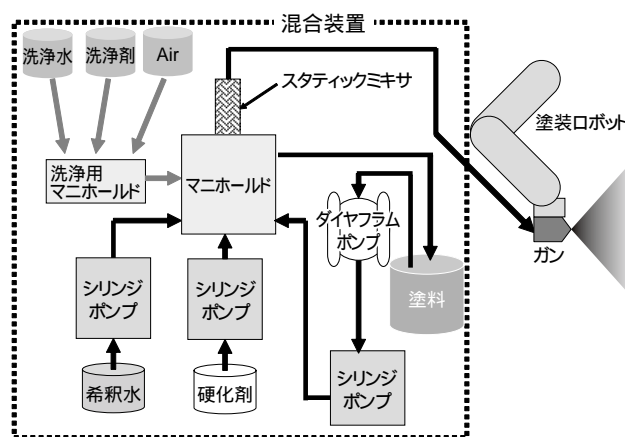 混合装置
洗浄水
洗浄剤
Air
スタティックミキサ
塗装ロボット
洗浄用
マニホールド
マニホールド
ダイヤフラム
ポンプ
ガン
シリンジ
ポンプ
シリンジ
ポンプ
塗料
希釈水
硬化剤
シリンジ
ポンプ